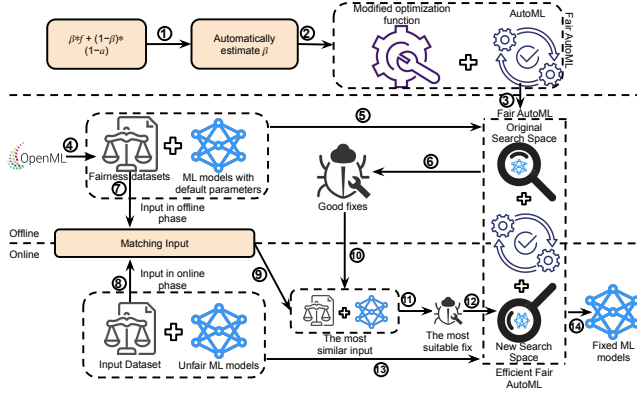 β*f + (1−β)*
(1−a)
①
Automatically
estimate β
②
Modified optimization
function
AutoML
Fair AutoML
③
Fair AutoML
Original
Search Space
④
OpenML
Fairness datasets
ML models with
default parameters
⑤
⑥
Good fixes
⑦
Input in offline
phase
Offline
Online
Matching Input
⑧
Input in online
phase
⑨
⑩
Input Dataset
Unfair ML models
The most
similar input
⑪
The most
suitable fix
⑫
⑬
New Search
Space
Efficient Fair
AutoML
⑭
Fixed ML
models